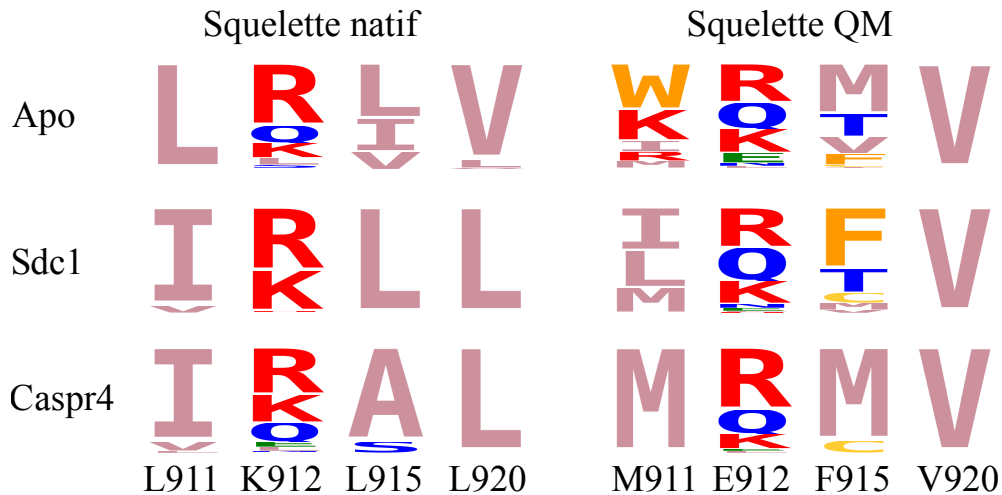 Squelette natif Squelette QM
Apo
L
R Q K L
L I V
V L
W K I R M
R Q K E N
M T V F
V
Sdc1
I V
R K
L
L
I L M
R Q K N E
F T C M V
V
Caspr4
I V
R K Q E
A S
L
M
R Q K E
M C
V
L911 K912 L915 L920 M911 E912 F915 V920